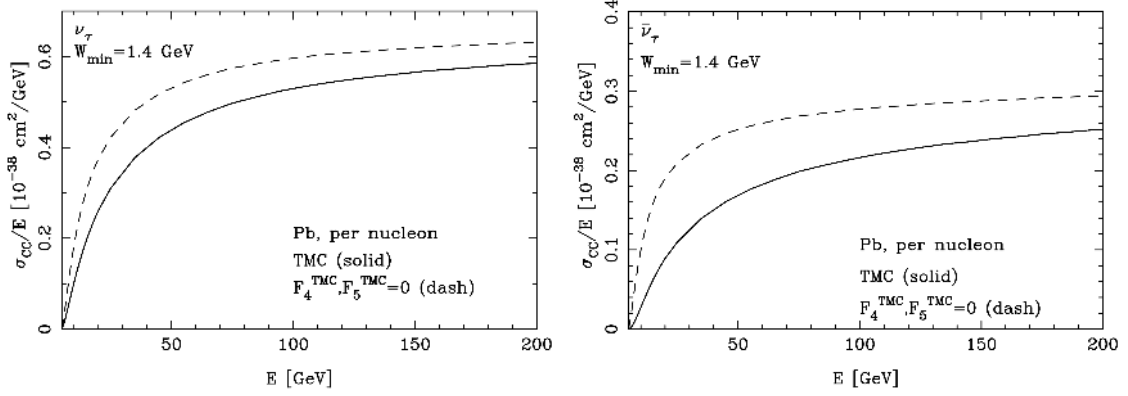 ν_τ
W_min=1.4 GeV
σ_CC/E [10^-38 cm^2/GeV]
0.6
0.4
0.2
0
Pb, per nucleon
TMC (solid)
F_4^TMC,F_5^TMC=0 (dash)
50
100
150
200
E [GeV]
ν̄_τ
W_min=1.4 GeV
σ_CC/E [10^-38 cm^2/GeV]
0.4
0.3
0.2
0.1
0
Pb, per nucleon
TMC (solid)
F_4^TMC,F_5^TMC=0 (dash)
50
100
150
200
E [GeV]